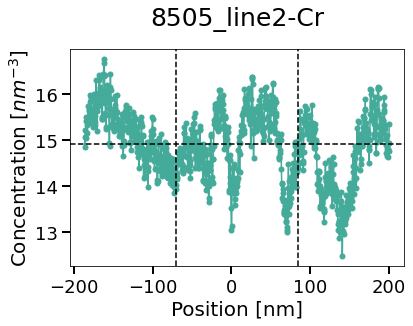 8505_line2-Cr
Concentration [nm⁻³]
16
15
14
13
−200 −100 0 100 200
Position [nm]